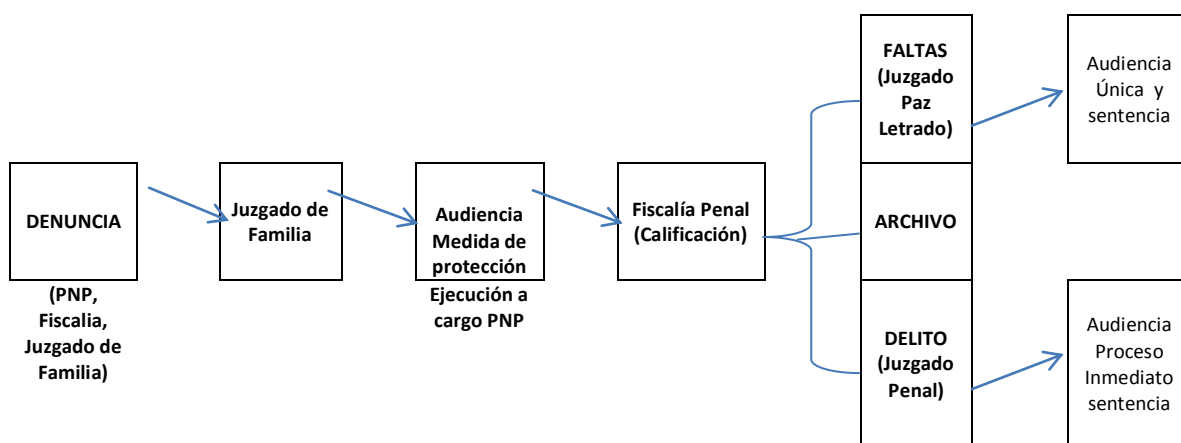 DENUNCIA
(PNP,
Fiscalia,
Juzgado de
Familia)
Juzgado de
Familia
Audiencia
Medida de
protección
Ejecución a
cargo PNP
Fiscalía Penal
(Calificación)
FALTAS
(Juzgado
Paz
Letrado)
ARCHIVO
DELITO
(Juzgado
Penal)
Audiencia
Única y
sentencia
Audiencia
Proceso
Inmediato
sentencia